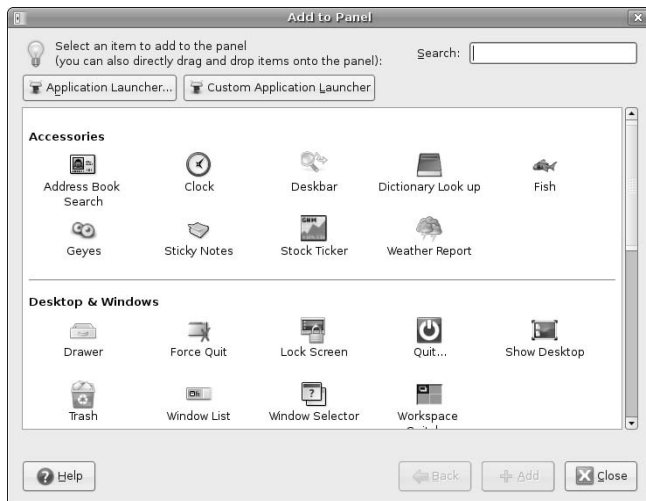 Add to Panel
Select an item to add to the panel
(you can also directly drag and drop items onto the panel):
Search:
Application Launcher...
Custom Application Launcher
Accessories
Address Book
Search
Clock
Deskbar
Dictionary Look up
Fish
Geyes
Sticky Notes
Stock Ticker
Weather Report
Desktop & Windows
Drawer
Force Quit
Lock Screen
Quit...
Show Desktop
Trash
Window List
Window Selector
Workspace
Help
Back
Add
Close